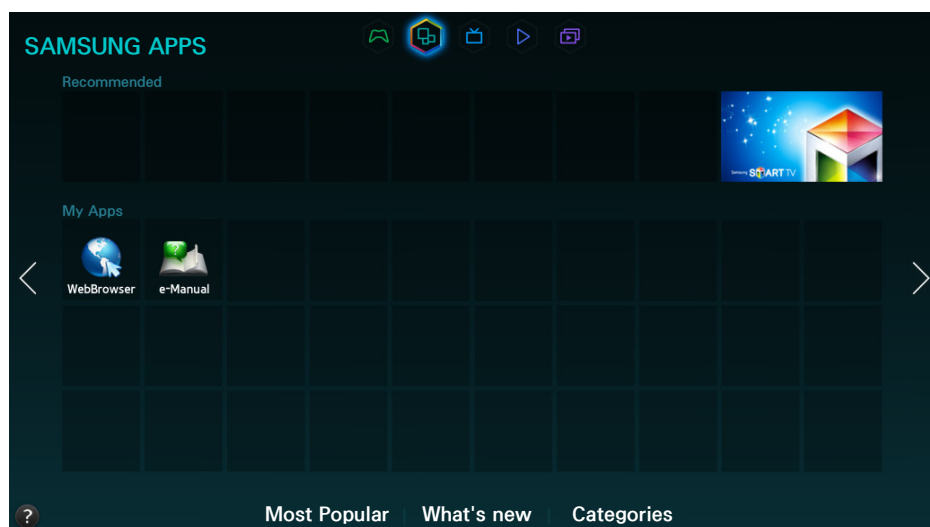 SAMSUNG APPS
Recommended
Samsung SMART TV
My Apps
WebBrowser
e-Manual
?
Most Popular | What's new | Categories